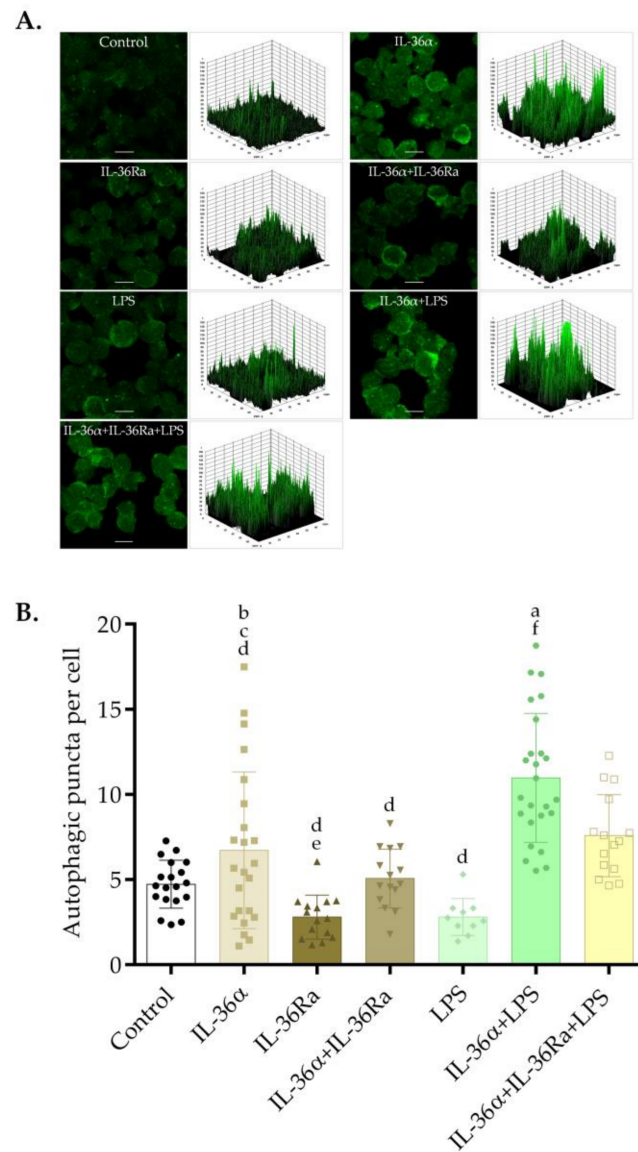 A.
Control
IL-36α
IL-36Ra
IL-36α+IL-36Ra
LPS
IL-36α+LPS
IL-36α+IL-36Ra+LPS
B.
Autophagic puncta per cell
20
15
10
5
0
b
c
d
d
e
d
d
a
f
Control
IL-36α
IL-36Ra
IL-36α+IL-36Ra
LPS
IL-36α+LPS
IL-36α+IL-36Ra+LPS